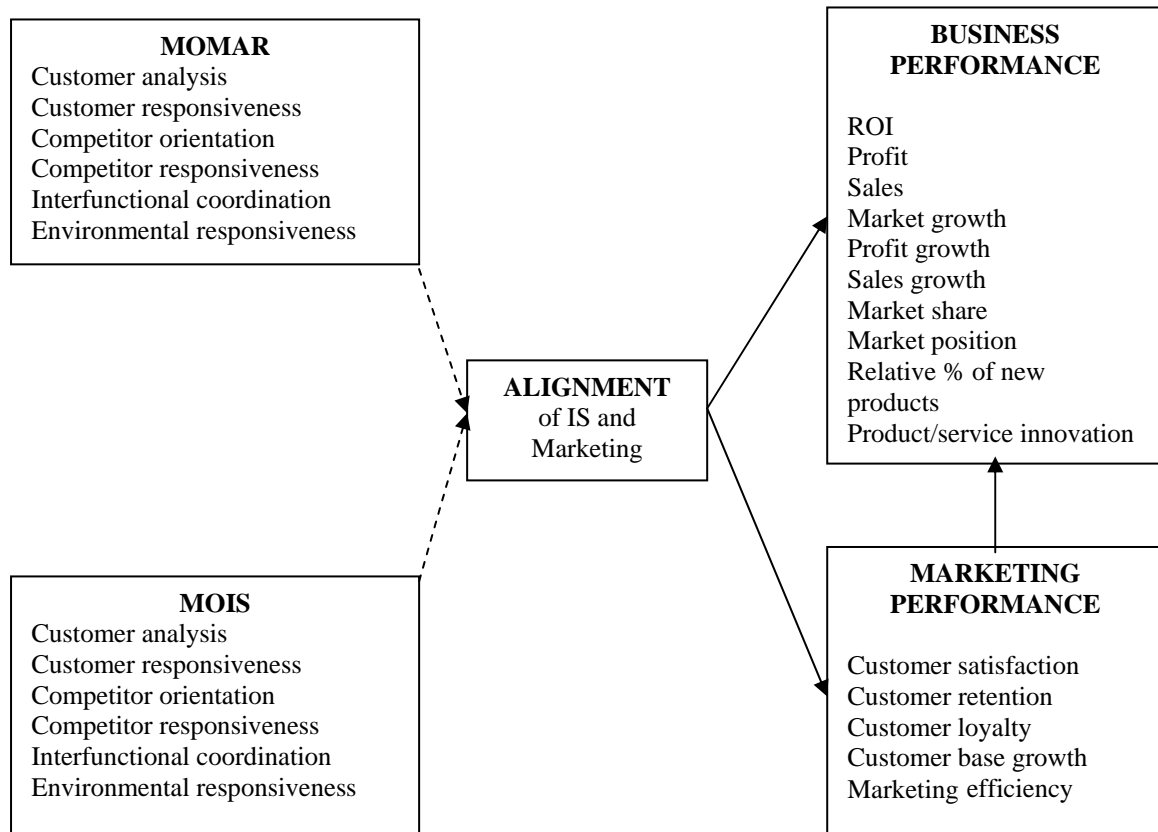 MOMAR
Customer analysis
Customer responsiveness
Competitor orientation
Competitor responsiveness
Interfunctional coordination
Environmental responsiveness
MOIS
Customer analysis
Customer responsiveness
Competitor orientation
Competitor responsiveness
Interfunctional coordination
Environmental responsiveness
ALIGNMENT
of IS and
Marketing
BUSINESS
PERFORMANCE
ROI
Profit
Sales
Market growth
Profit growth
Sales growth
Market share
Market position
Relative % of new
products
Product/service innovation
MARKETING
PERFORMANCE
Customer satisfaction
Customer retention
Customer loyalty
Customer base growth
Marketing efficiency